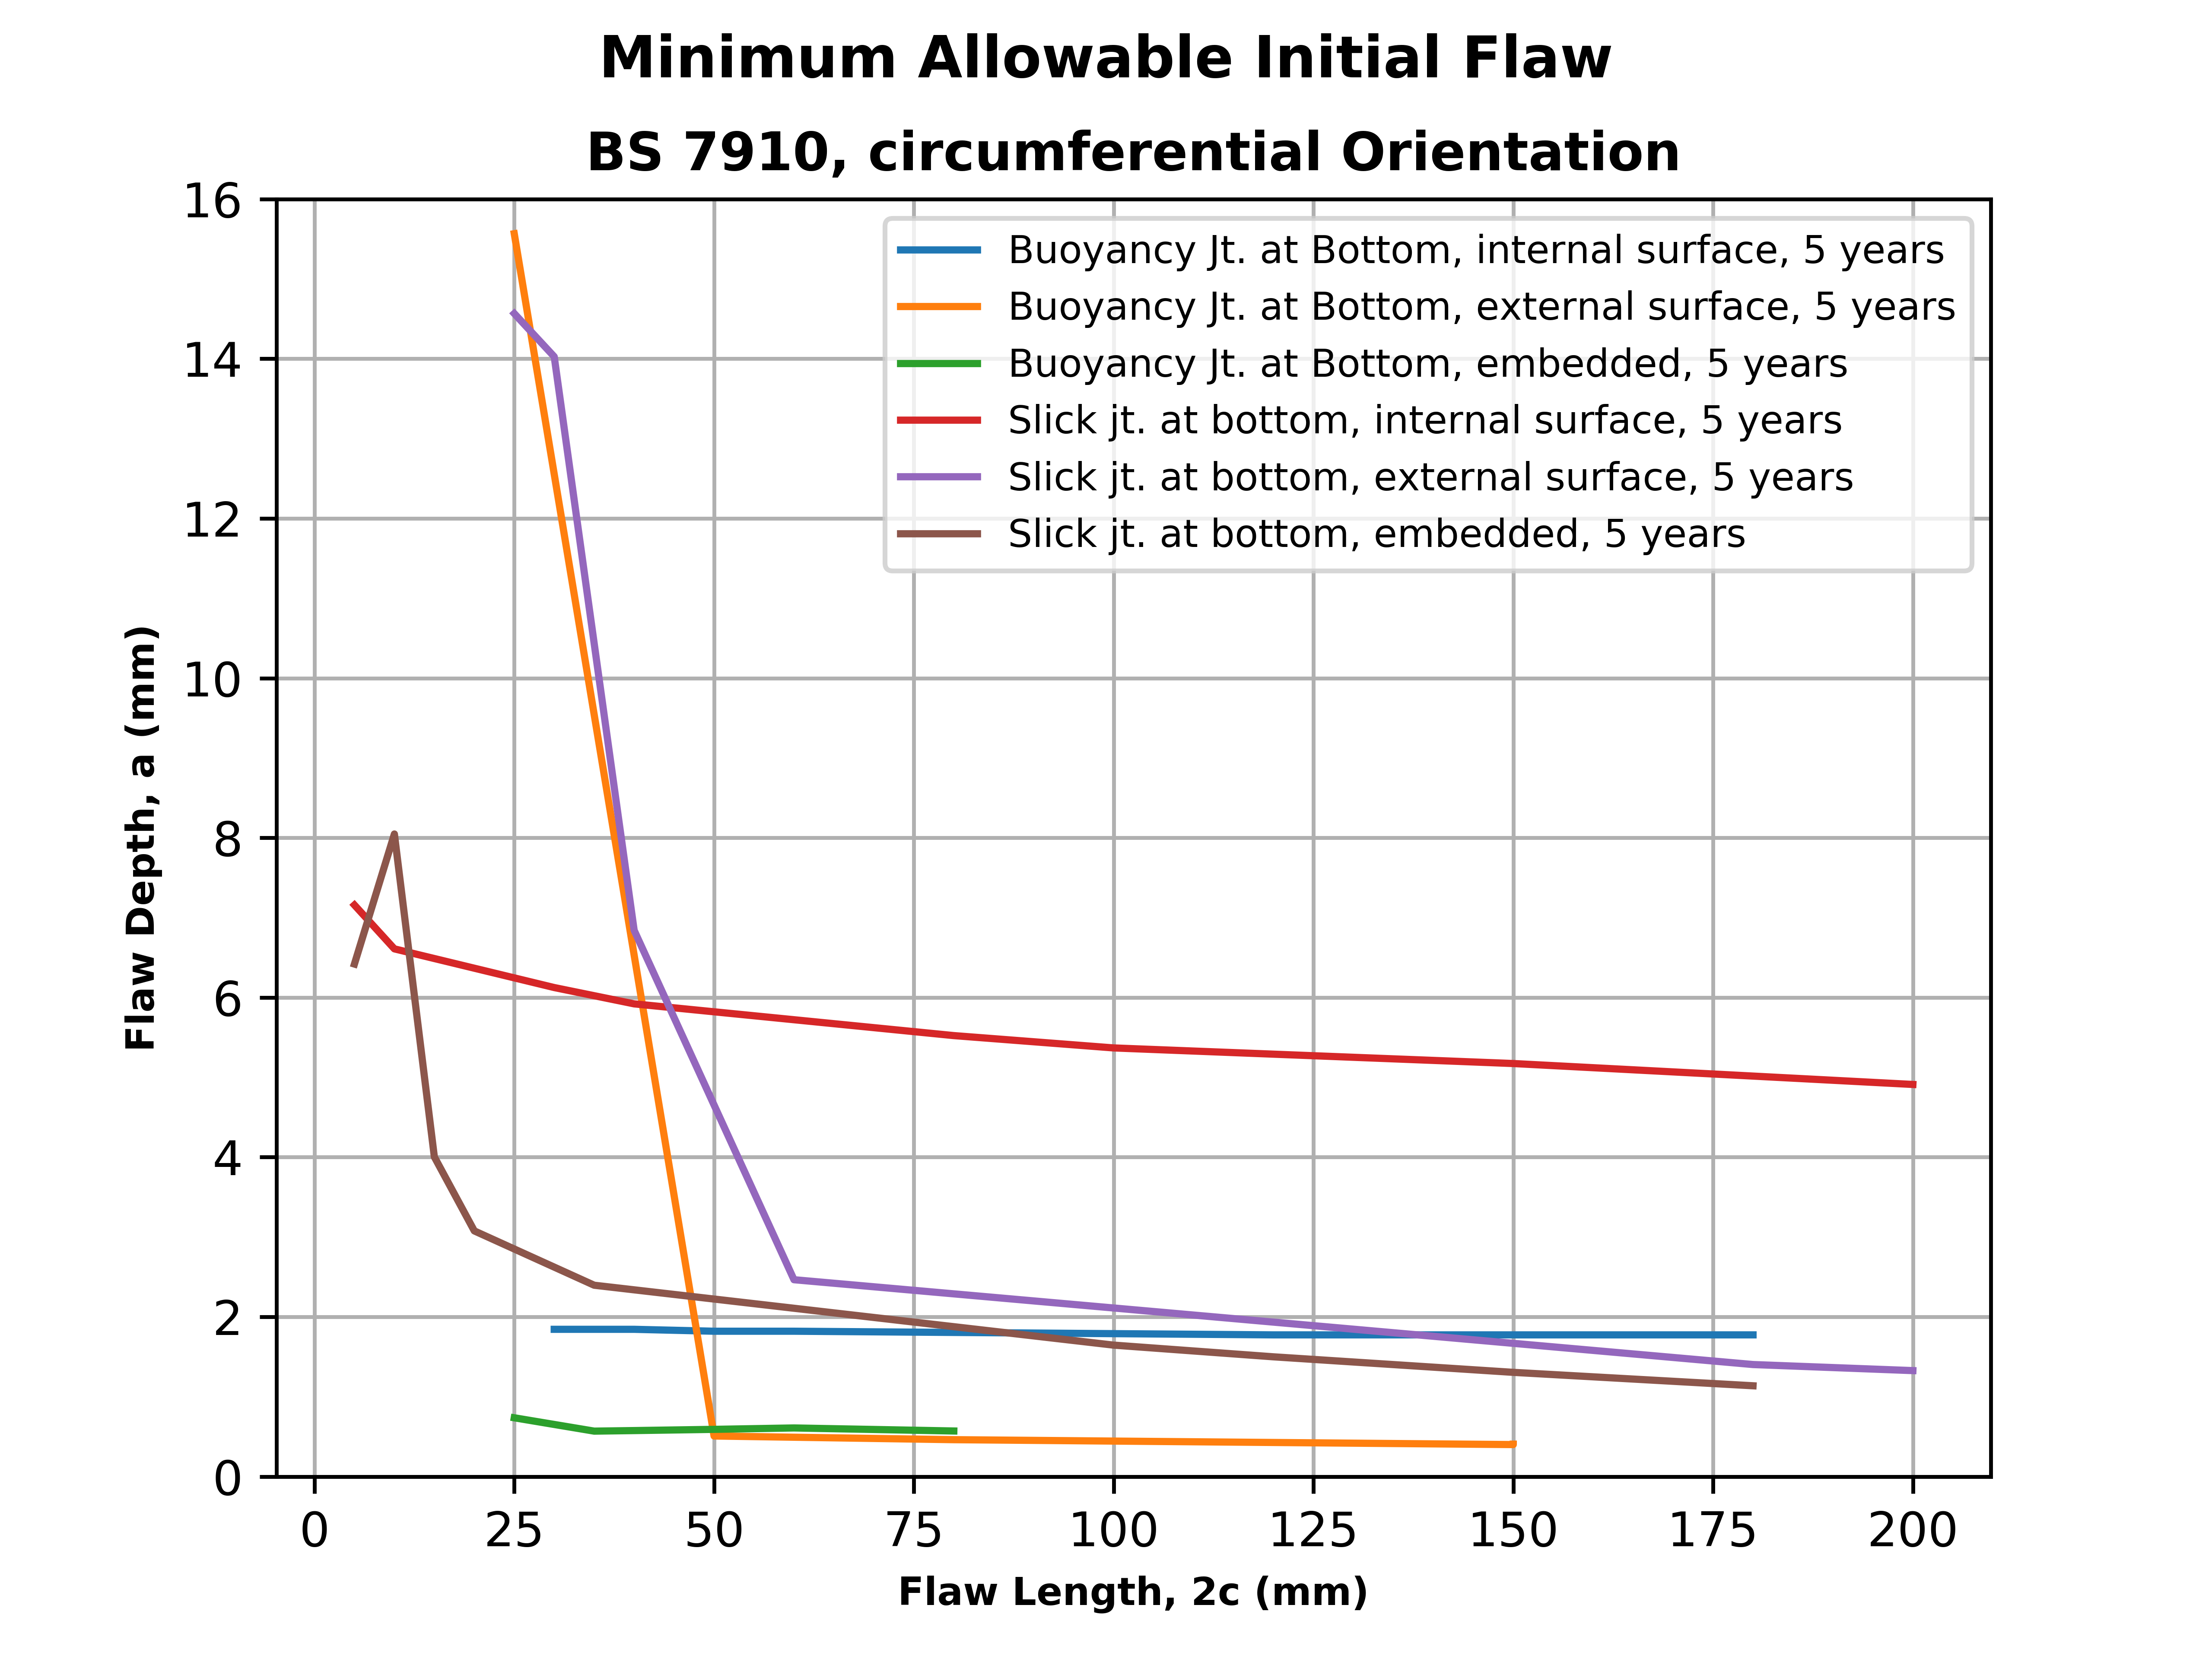 Minimum Allowable Initial Flaw
BS 7910, circumferential Orientation
16
14
12
10
8
6
4
2
0
Flaw Depth, a (mm)
Buoyancy Jt. at Bottom, internal surface, 5 years
Buoyancy Jt. at Bottom, external surface, 5 years
Buoyancy Jt. at Bottom, embedded, 5 years
Slick jt. at bottom, internal surface, 5 years
Slick jt. at bottom, external surface, 5 years
Slick jt. at bottom, embedded, 5 years
0 25 50 75 100 125 150 175 200
Flaw Length, 2c (mm)